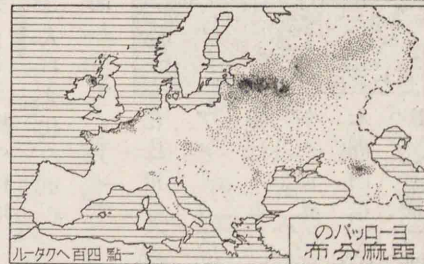 ヨーロッパの
亞麻分布
一點 四百ヘクタール